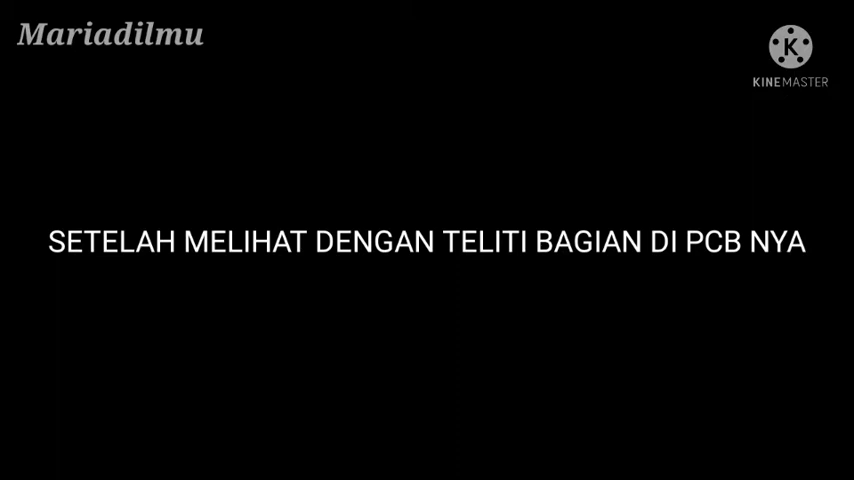 Mariadilmu
K
KINEMASTER
SETELAH MELIHAT DENGAN TELITI BAGIAN DI PCB NYA